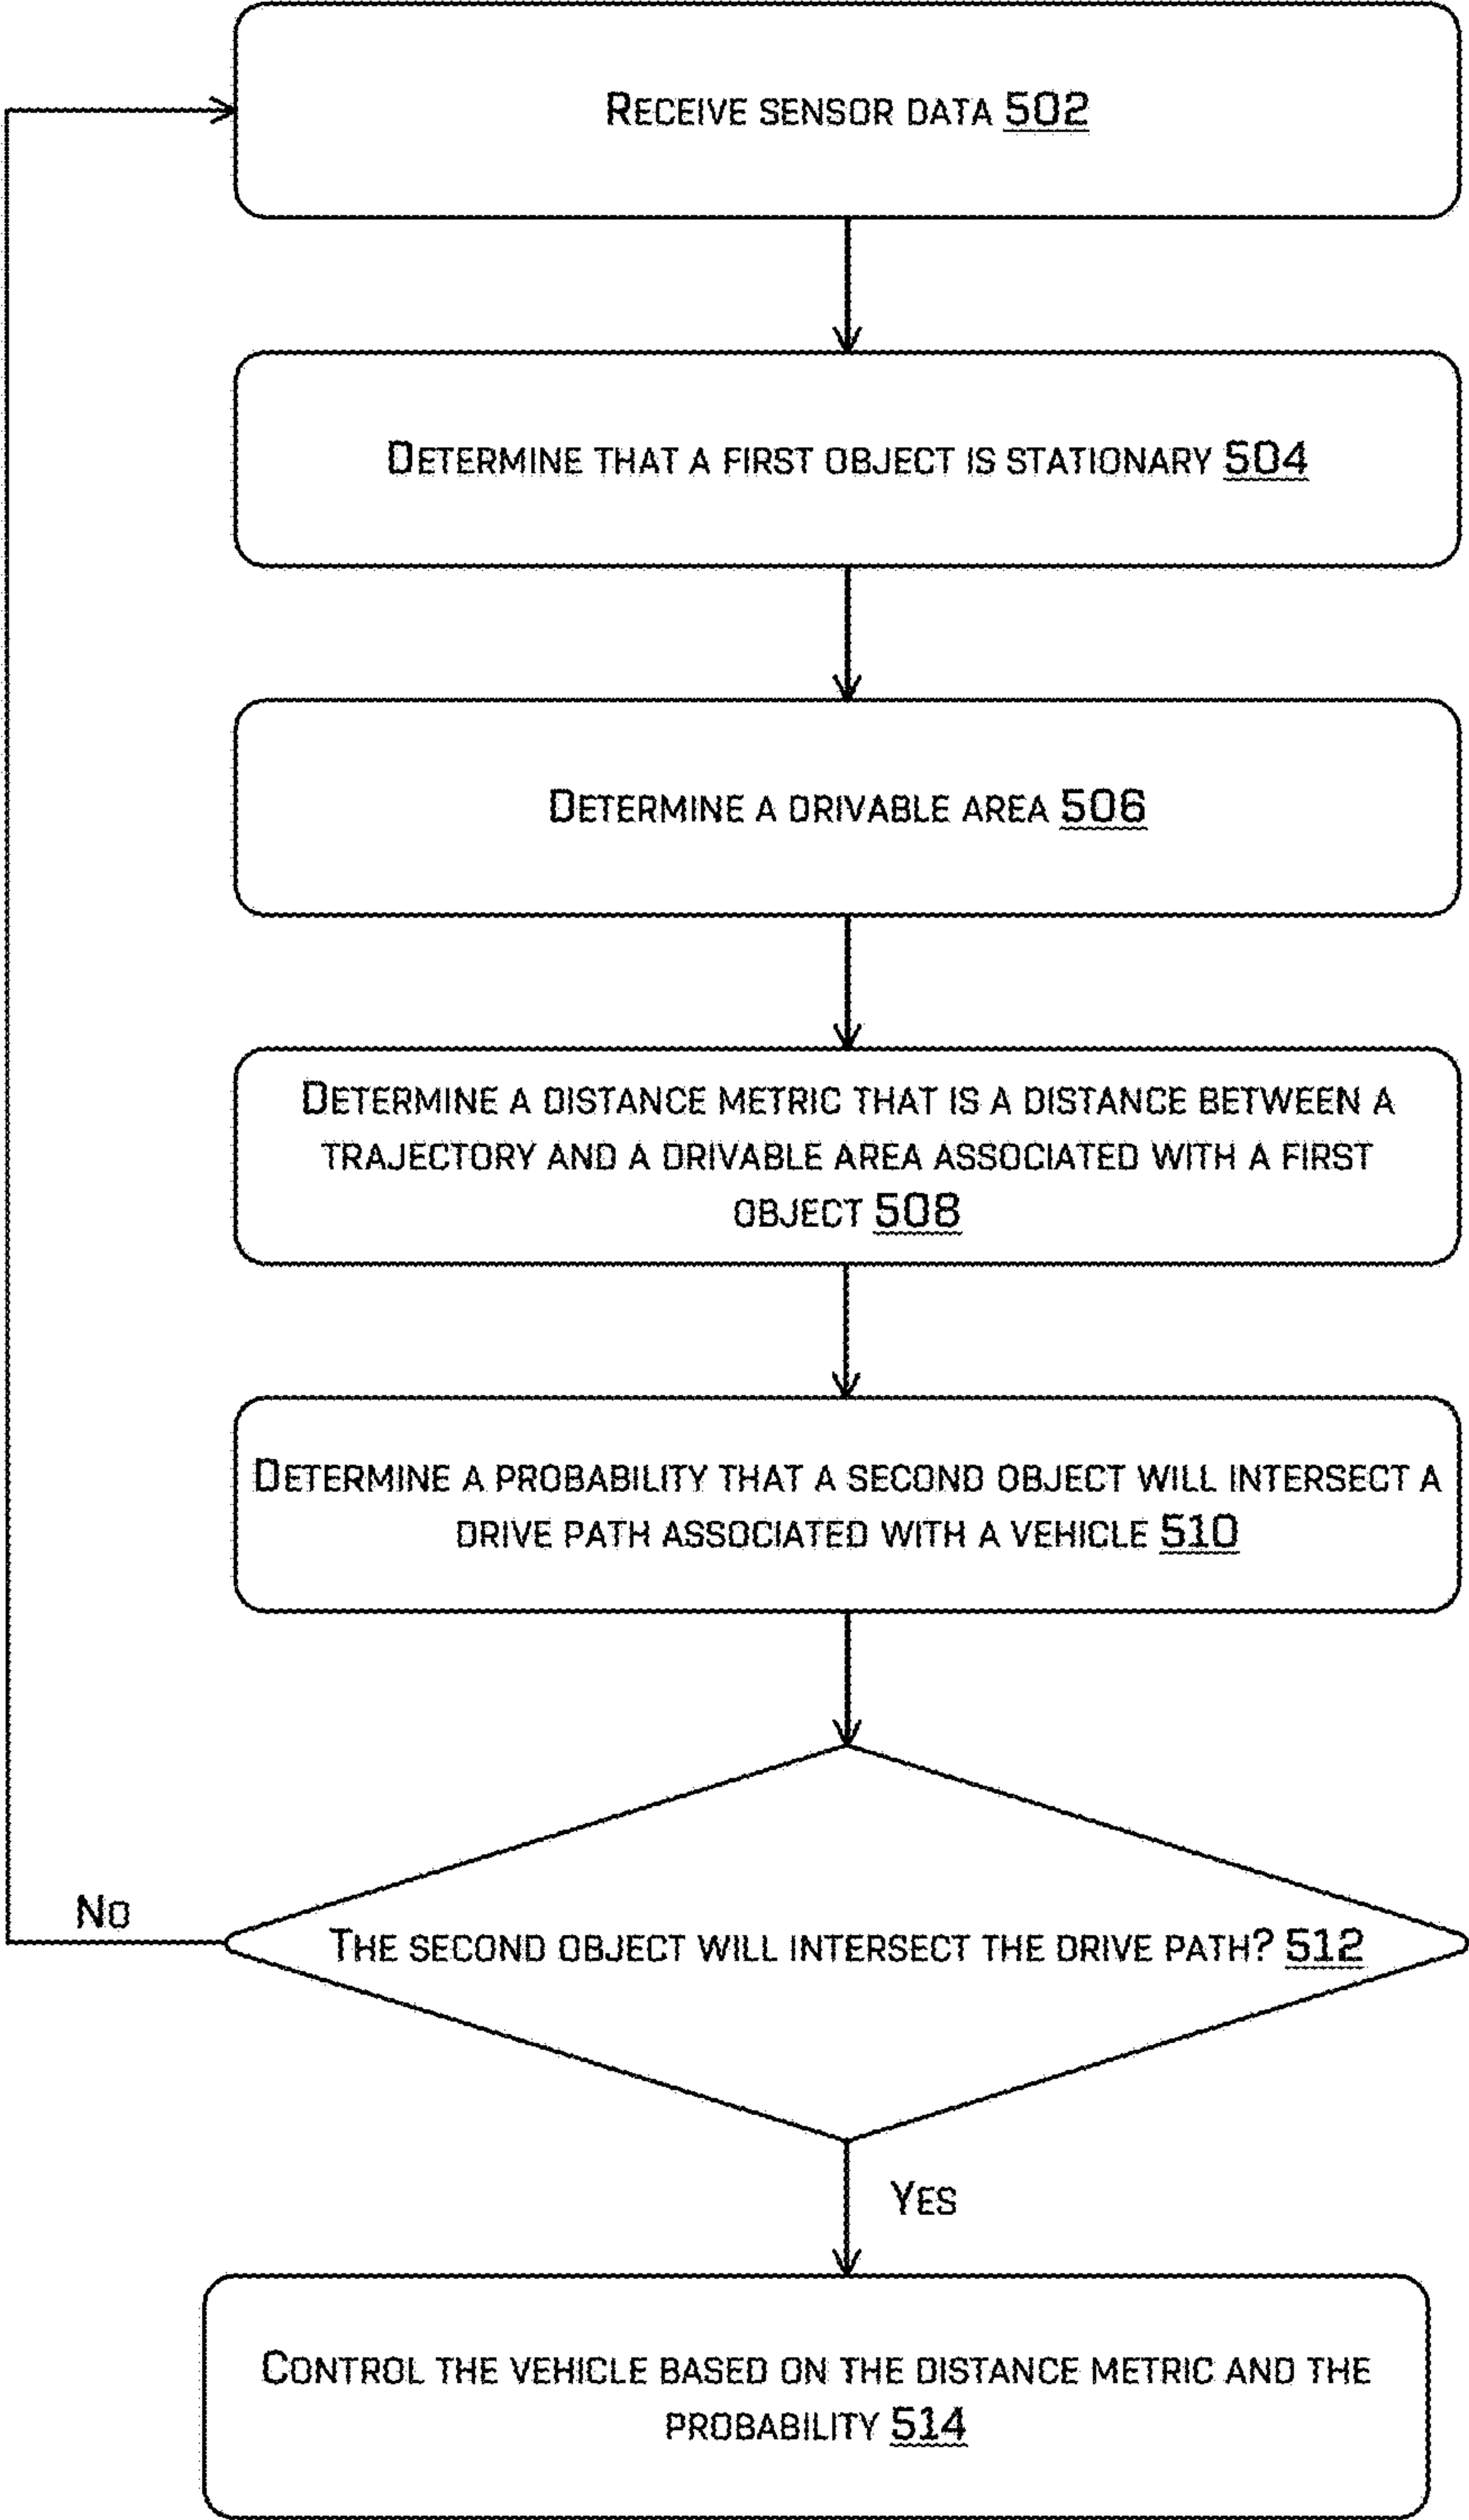 RECEIVE SENSOR DATA 502
DETERMINE THAT A FIRST OBJECT IS STATIONARY 504
DETERMINE A DRIVABLE AREA 506
DETERMINE A DISTANCE METRIC THAT IS A DISTANCE BETWEEN A
TRAJECTORY AND A DRIVABLE AREA ASSOCIATED WITH A FIRST
OBJECT 508
DETERMINE A PROBABILITY THAT A SECOND OBJECT WILL INTERSECT A
DRIVE PATH ASSOCIATED WITH A VEHICLE 510
NO
THE SECOND OBJECT WILL INTERSECT THE DRIVE PATH? 512
YES
CONTROL THE VEHICLE BASED ON THE DISTANCE METRIC AND THE
PROBABILITY 514